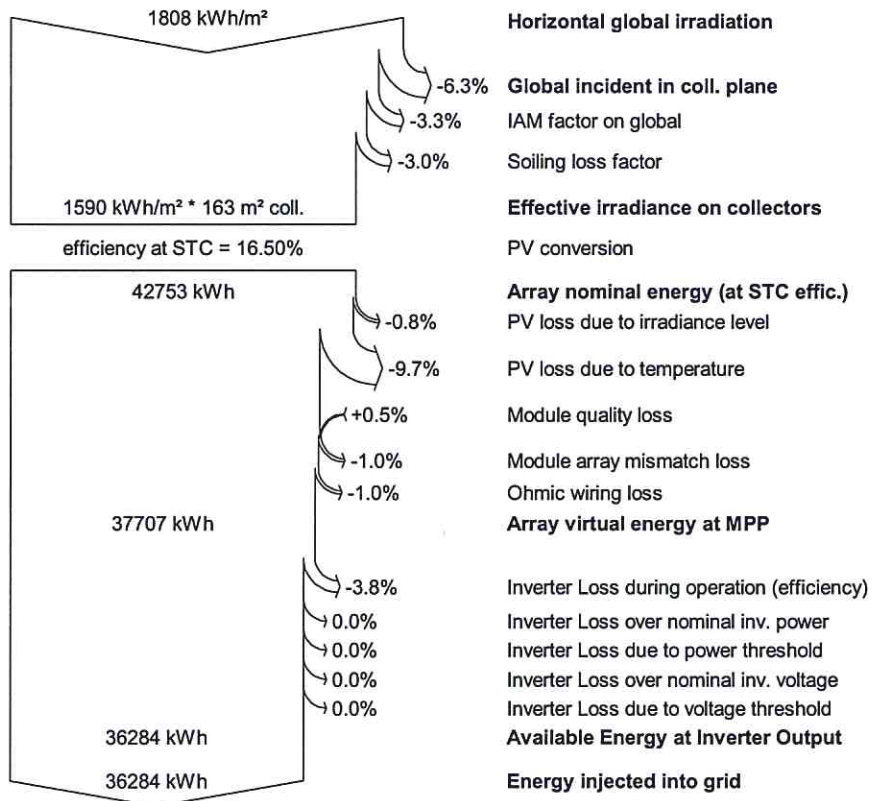 1808 kWh/m² Horizontal global irradiation
-6.3% Global incident in coll. plane
-3.3% IAM factor on global
-3.0% Soiling loss factor
1590 kWh/m² * 163 m² coll. Effective irradiance on collectors
efficiency at STC = 16.50% PV conversion
42753 kWh Array nominal energy (at STC effic.)
-0.8% PV loss due to irradiance level
-9.7% PV loss due to temperature
+0.5% Module quality loss
-1.0% Module array mismatch loss
-1.0% Ohmic wiring loss
37707 kWh Array virtual energy at MPP
-3.8% Inverter Loss during operation (efficiency)
0.0% Inverter Loss over nominal inv. power
0.0% Inverter Loss due to power threshold
0.0% Inverter Loss over nominal inv. voltage
0.0% Inverter Loss due to voltage threshold
36284 kWh Available Energy at Inverter Output
36284 kWh Energy injected into grid